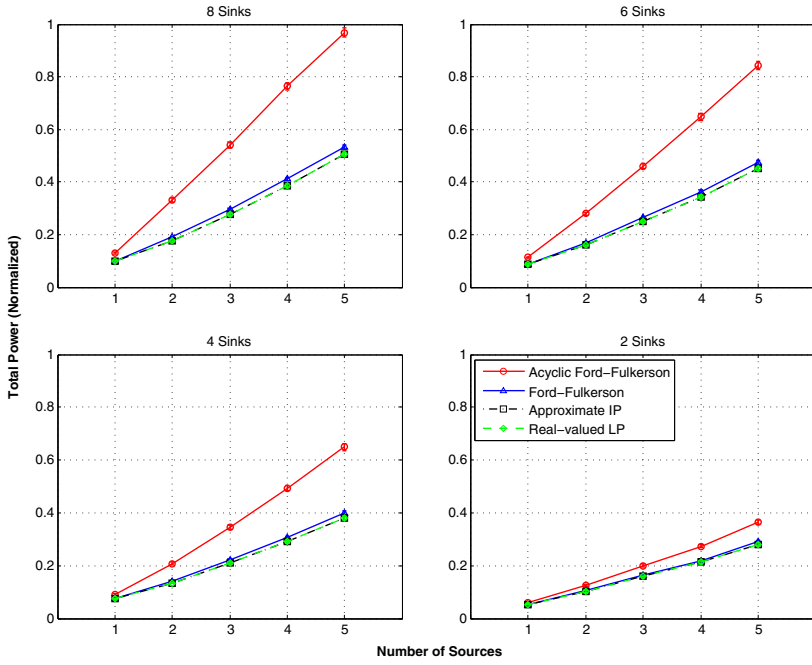 8 Sinks
1
0.8
0.6
0.4
0.2
0
1 2 3 4 5
6 Sinks
1
0.8
0.6
0.4
0.2
0
1 2 3 4 5
4 Sinks
1
0.8
0.6
0.4
0.2
0
1 2 3 4 5
2 Sinks
1
0.8
0.6
0.4
0.2
0
1 2 3 4 5
Acyclic Ford−Fulkerson
Ford−Fulkerson
Approximate IP
Real−valued LP
Total Power (Normalized)
Number of Sources